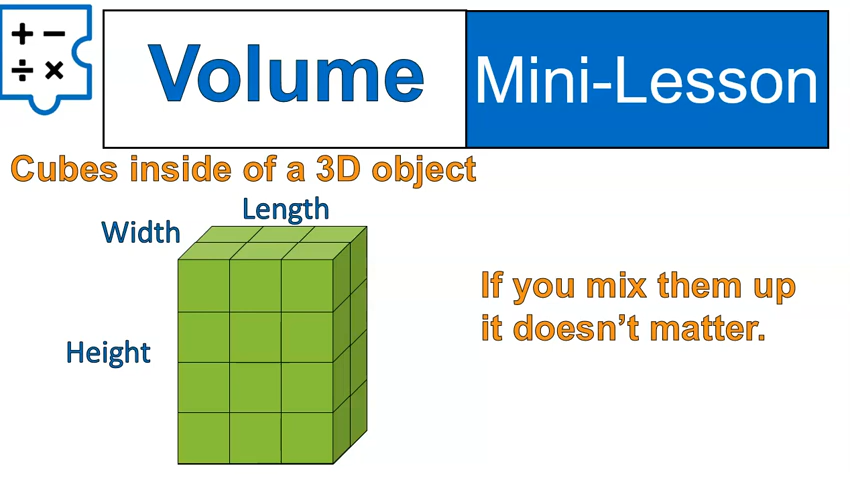 + −
÷ ×
Volume
Mini-Lesson
Cubes inside of a 3D object
Length
Width
If you mix them up
it doesn’t matter.
Height